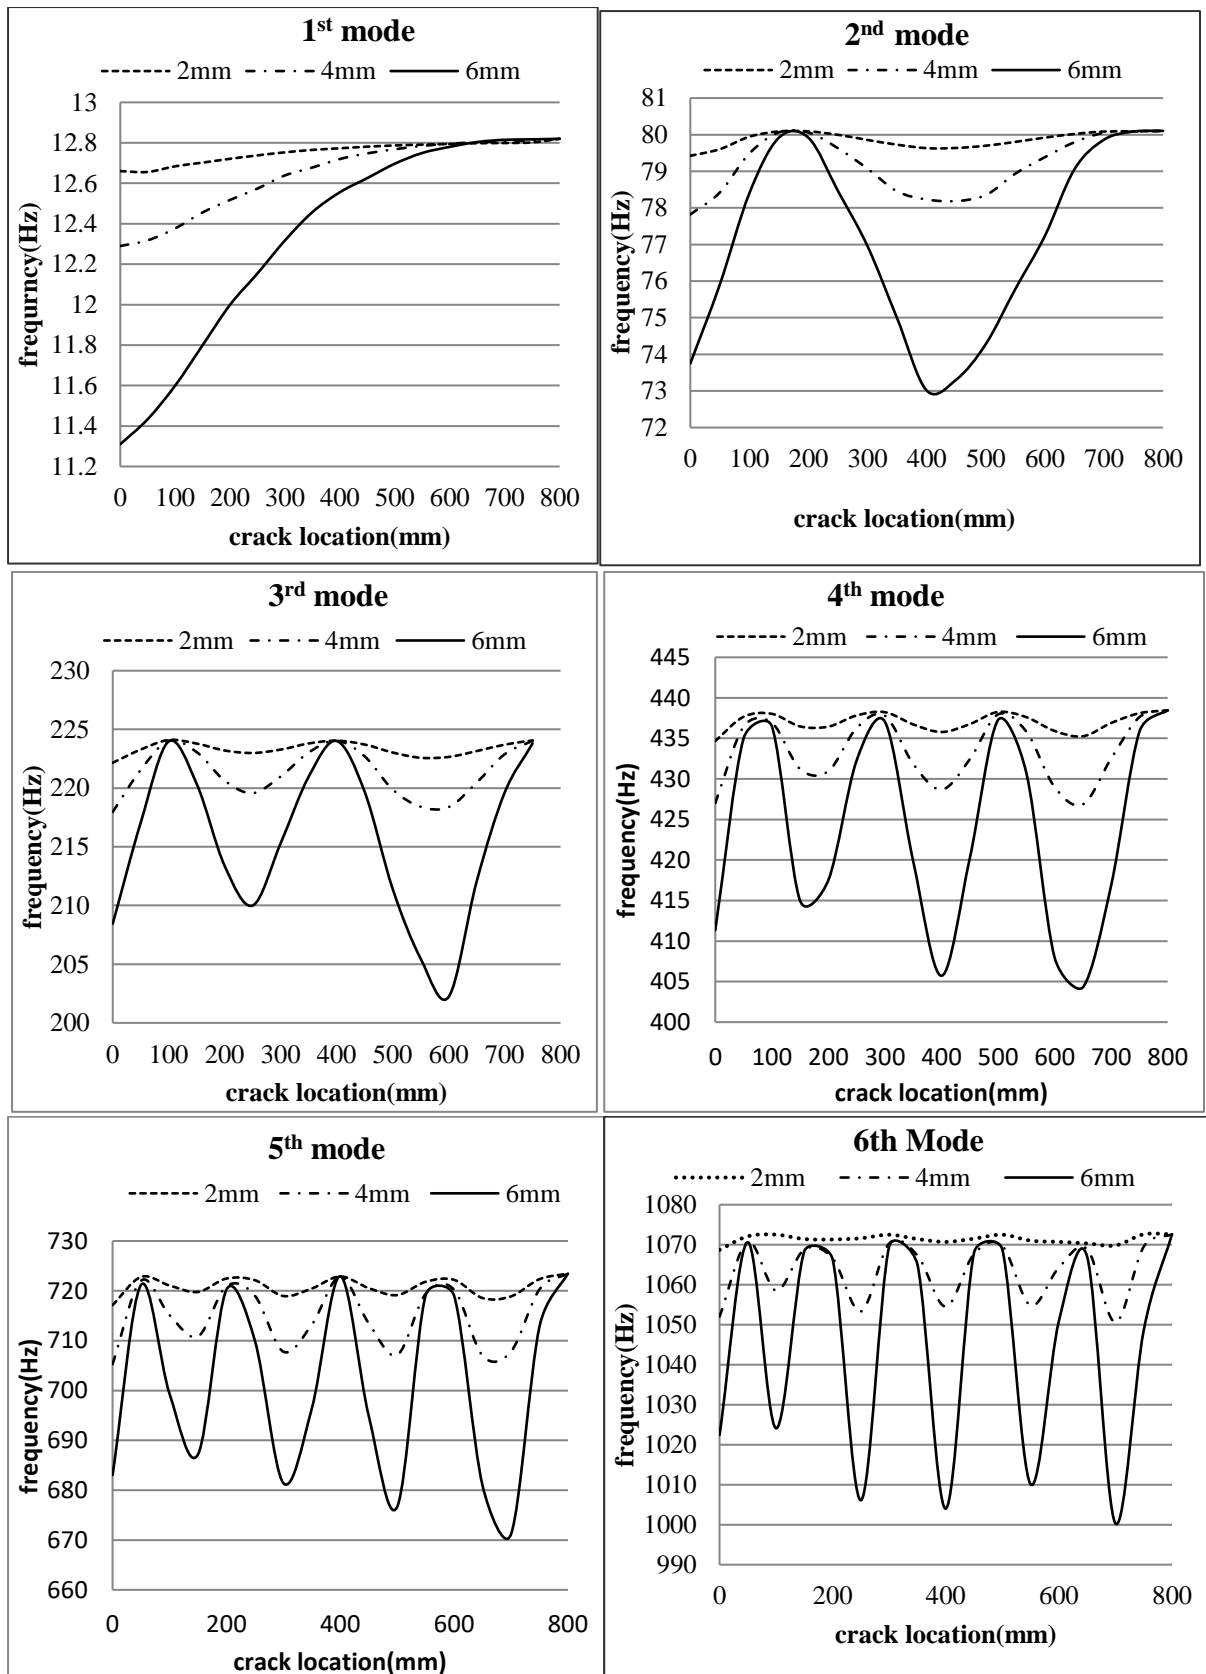 1st mode
2mm 4mm 6mm
13
12.8
12.6
12.4
12.2
12
11.8
11.6
11.4
11.2
frequrncy(Hz)
0 100 200 300 400 500 600 700 800
crack location(mm)
2nd mode
2mm 4mm 6mm
81
80
79
78
77
76
75
74
73
72
frequency(Hz)
0 100 200 300 400 500 600 700 800
crack location(mm)
3rd mode
2mm 4mm 6mm
230
225
220
215
210
205
200
frequency(Hz)
0 100 200 300 400 500 600 700 800
crack location(mm)
4th mode
2mm 4mm 6mm
445
440
435
430
425
420
415
410
405
400
frequency(Hz)
0 100 200 300 400 500 600 700 800
crack location(mm)
5th mode
2mm 4mm 6mm
730
720
710
700
690
680
670
660
frequency(Hz)
0 200 400 600 800
crack location(mm)
6th Mode
2mm 4mm 6mm
1080
1070
1060
1050
1040
1030
1020
1010
1000
990
frequency(Hz)
0 200 400 600 800
crack location(mm)